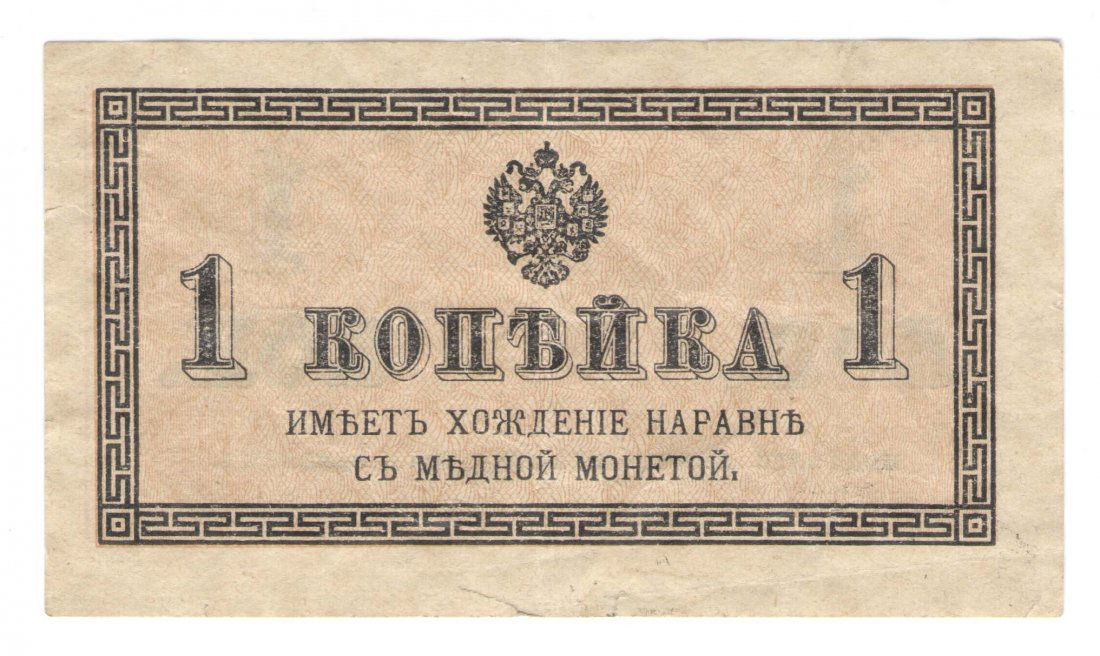 1 КОПѢЙКА 1
ИМѢЕТЪ ХОЖДЕНІЕ НАРАВНѢ
СЪ МѢДНОЙ МОНЕТОЙ.